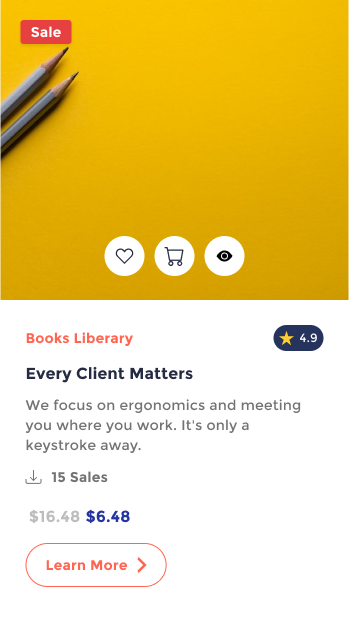 Sale
Books Liberary
4.9
Every Client Matters
We focus on ergonomics and meeting
you where you work. It's only a
keystroke away.
15 Sales
$16.48 $6.48
Learn More